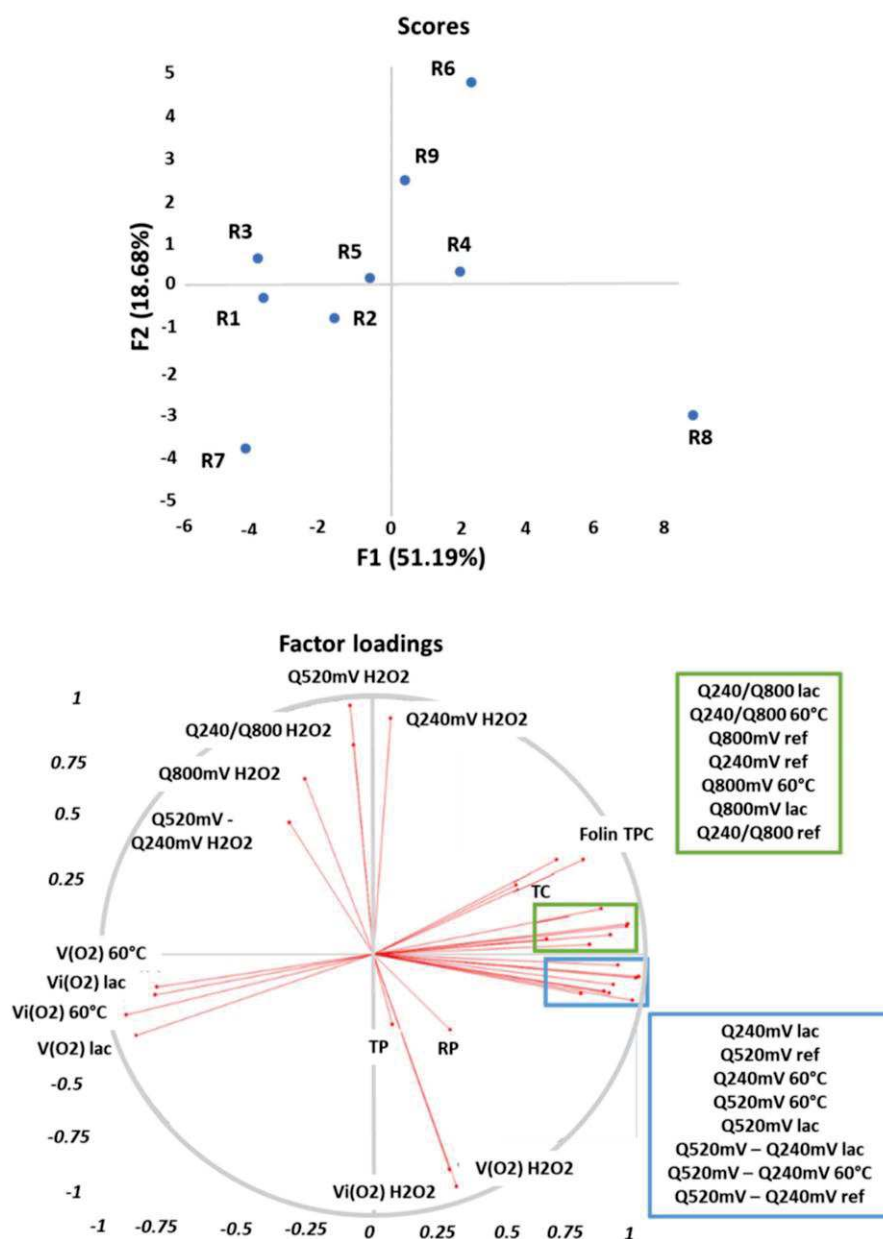 Scores
5
4
3
2
1
0
-1
-2
-3
-4
-5
F2 (18.68%)
R6
R9
R3
R5
R4
R1
R2
R7
R8
-6
-4
-2
0
2
4
6
8
F1 (51.19%)
Factor loadings
Q520mV H2O2
Q240/Q800 H2O2
Q240mV H2O2
Q800mV H2O2
Q520mV -
Q240mV H2O2
Folin TPC
TC
V(O2) 60°C
Vi(O2) lac
Vi(O2) 60°C
V(O2) lac
TP
RP
V(O2) H2O2
Vi(O2) H2O2
1
0.75
0.5
0.25
0
-0.5
-0.75
-1
-1
-0.75
-0.5
-0.25
0
0.25
0.5
0.75
1
Q240/Q800 lac
Q240/Q800 60°C
Q800mV ref
Q240mV ref
Q800mV 60°C
Q800mV lac
Q240/Q800 ref
Q240mV lac
Q520mV ref
Q240mV 60°C
Q520mV 60°C
Q520mV lac
Q520mV – Q240mV lac
Q520mV – Q240mV 60°C
Q520mV – Q240mV ref